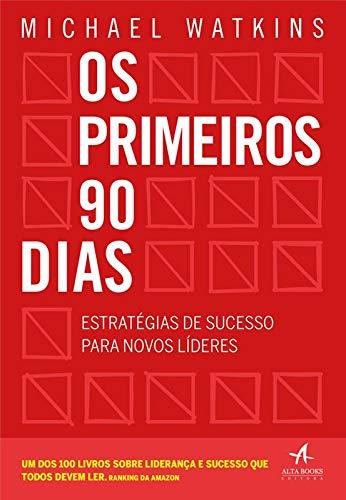 MICHAEL WATKINS
OS
PRIMEIROS
90
DIAS
ESTRATÉGIAS DE SUCESSO
PARA NOVOS LÍDERES
UM DOS 100 LIVROS SOBRE LIDERANÇA E SUCESSO QUE
TODOS DEVEM LER. RANKING DA AMAZON
ALTA BOOKS
EDITORA